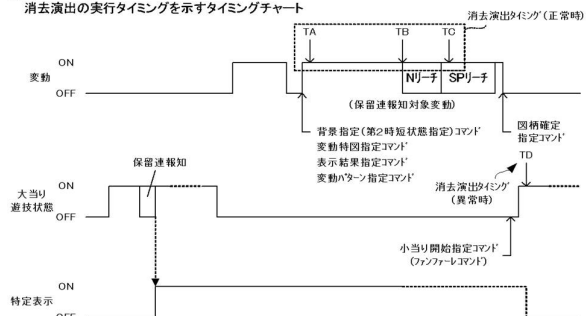 消去演出の実行タイミングを示すタイミングチャート
消去演出タイミング(正常時)
TA
TB
TC
ON
変動
OFF
Nリーチ
SPリーチ
(保留連報知対象変動)
背景指定(第2時短状態指定)コマンド
変動特図指定コマンド
表示結果指定コマンド
変動パターン指定コマンド
図柄確定
指定コマンド
TD
保留連報知
消去演出タイミング
(異常時)
ON
大当り
遊技状態
OFF
小当り開始指定コマンド
(ファンファーレコマンド)
ON
特定表示
OFF